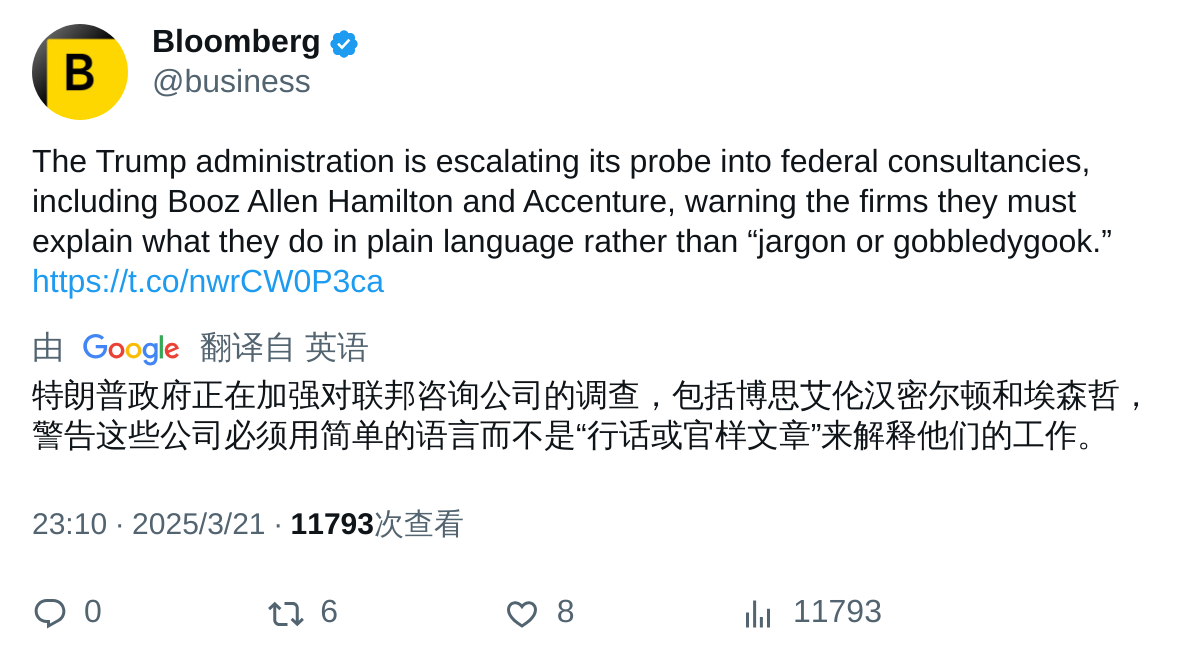 B
Bloomberg
@business
The Trump administration is escalating its probe into federal consultancies,
including Booz Allen Hamilton and Accenture, warning the firms they must
explain what they do in plain language rather than “jargon or gobbledygook.”
https://t.co/nwrCW0P3ca
由 Google 翻译自 英语
特朗普政府正在加强对联邦咨询公司的调查，包括博思艾伦汉密尔顿和埃森哲，
警告这些公司必须用简单的语言而不是“行话或官样文章”来解释他们的工作。
23:10 · 2025/3/21 · 11793次查看
0 6 8 11793